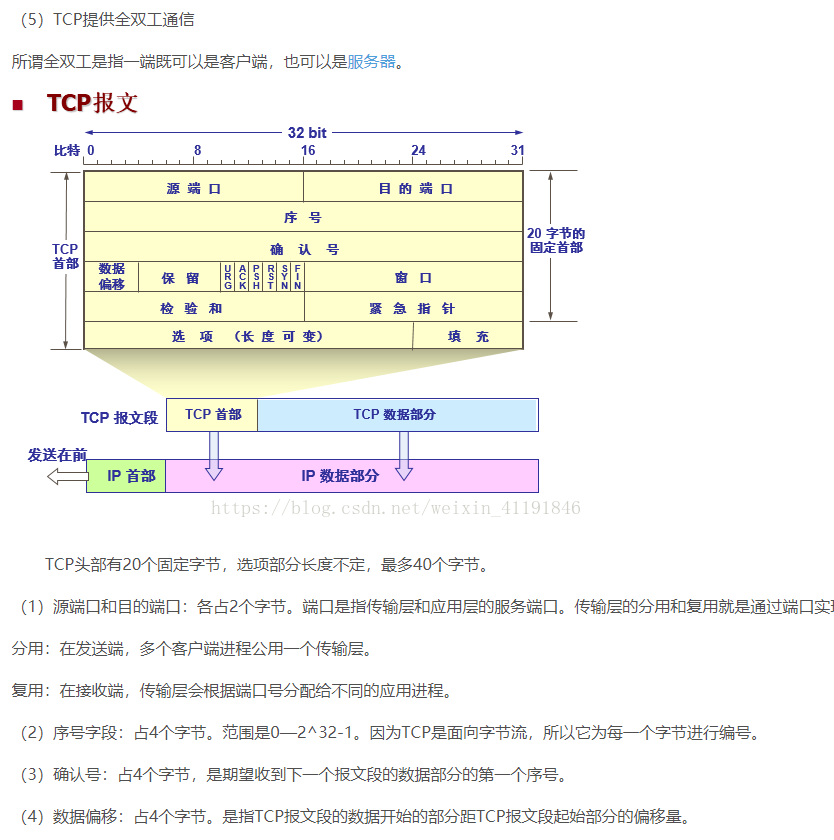 （5）TCP提供全双工通信
所谓全双工是指一端既可以是客户端，也可以是服务器。
■ TCP报文
32 bit
比特 0 8 16 24 31
源 端 口 目 的 端 口
序 号
确 认 号
TCP 首部
20 字节的 固定首部
数据 偏移 保 留 URG ACK PSH RST SYN FIN 窗 口
检 验 和 紧 急 指 针
选 项 （长 度 可 变） 填 充
TCP 报文段 TCP 首部 TCP 数据部分
发送在前
IP 首部 IP 数据部分
https://blog.csdn.net/weixin_41191846
TCP头部有20个固定字节，选项部分长度不定，最多40个字节。
（1）源端口和目的端口：各占2个字节。端口是指传输层和应用层的服务端口。传输层的分用和复用就是通过端口实
分用：在发送端，多个客户端进程公用一个传输层。
复用：在接收端，传输层会根据端口号分配给不同的应用进程。
（2）序号字段：占4个字节。范围是0—2^32-1。因为TCP是面向字节流，所以它为每一个字节进行编号。
（3）确认号：占4个字节，是期望收到下一个报文段的数据部分的第一个序号。
（4）数据偏移：占4个字节。是指TCP报文段的数据开始的部分距TCP报文段起始部分的偏移量。